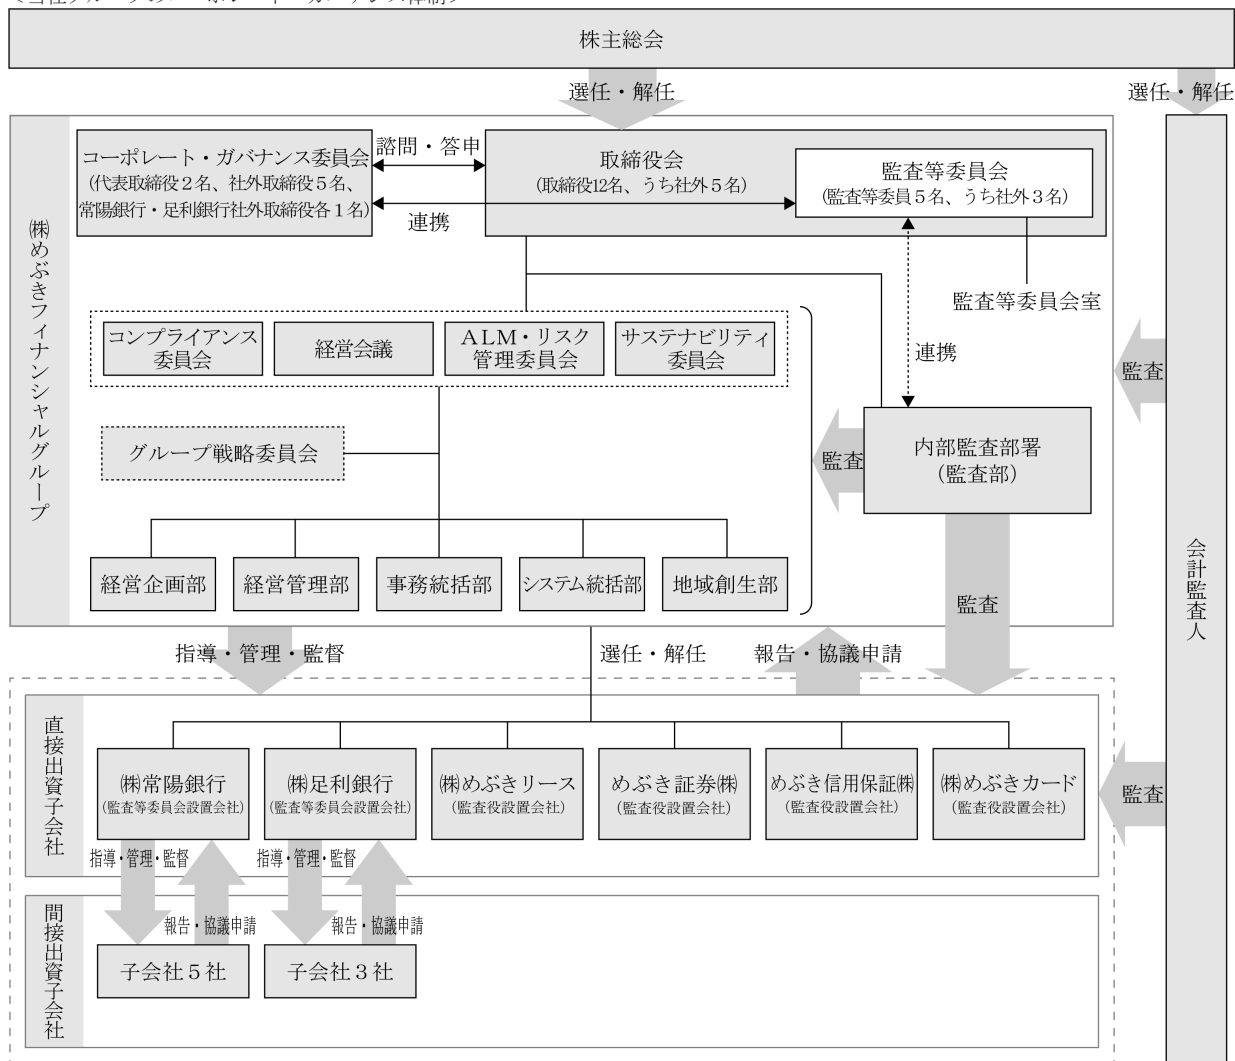 株主総会
選任・解任
選任・解任
㈱めぶきフィナンシャルグループ
コーポレート・ガバナンス委員会
(代表取締役２名、社外取締役５名、
常陽銀行・足利銀行社外取締役各１名)
諮問・答申
連携
取締役会
(取締役12名、うち社外５名)
監査等委員会
(監査等委員５名、うち社外３名)
監査等委員会室
連携
コンプライアンス
委員会
経営会議
ＡＬＭ・リスク
管理委員会
サステナビリティ
委員会
グループ戦略委員会
監査
内部監査部署
(監査部)
監査
経営企画部
経営管理部
事務統括部
システム統括部
地域創生部
監査
会計監査人
指導・管理・監督
選任・解任
報告・協議申請
直接出資子会社
㈱常陽銀行
(監査等委員会設置会社)
㈱足利銀行
(監査等委員会設置会社)
㈱めぶきリース
(監査役設置会社)
めぶき証券㈱
(監査役設置会社)
めぶき信用保証㈱
(監査役設置会社)
㈱めぶきカード
(監査役設置会社)
監査
指導・管理・監督
指導・管理・監督
報告・協議申請
報告・協議申請
間接出資子会社
子会社５社
子会社３社